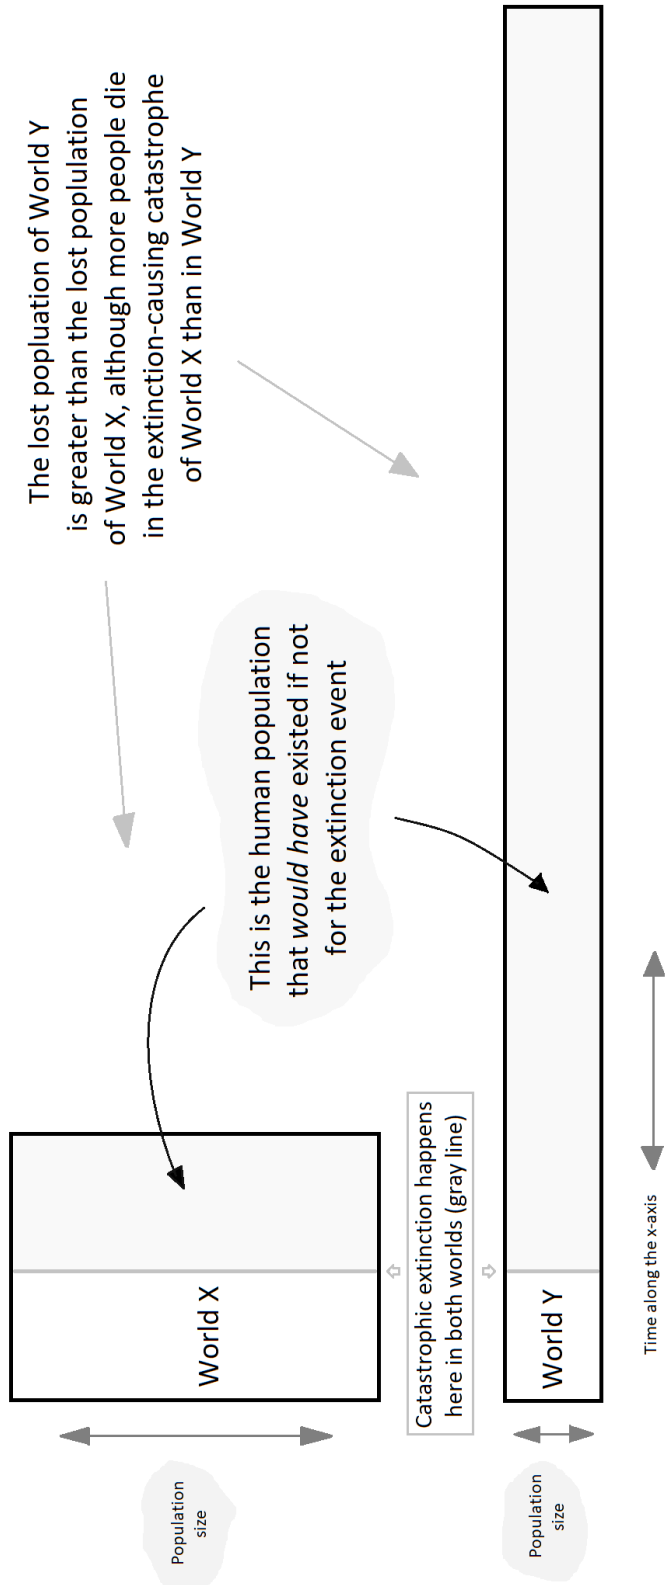 The lost popluation of World Y
is greater than the lost poplulation
of World X, although more people die
in the extinction-causing catastrophe
of World X than in World Y
This is the human population
that would have existed if not
for the extinction event
Population
size
World X
Catastrophic extinction happens
here in both worlds (gray line)
Population
size
World Y
Time along the x-axis